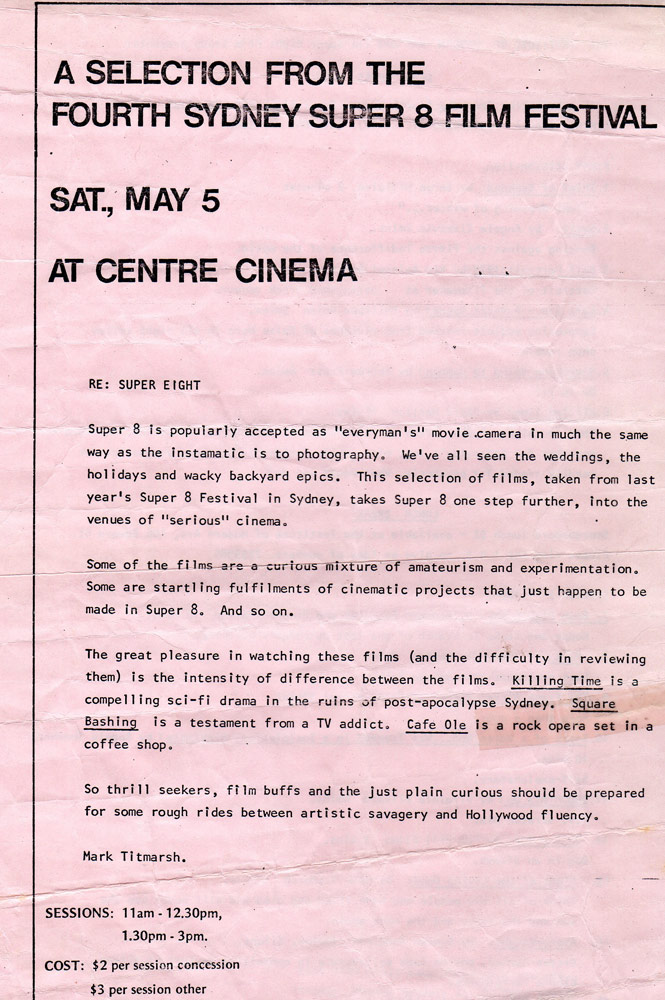 A SELECTION FROM THE
FOURTH SYDNEY SUPER 8 FILM FESTIVAL
SAT., MAY 5
AT CENTRE CINEMA
RE: SUPER EIGHT
Super 8 is popularly accepted as "everyman's" movie camera in much the same
way as the instamatic is to photography. We've all seen the weddings, the
holidays and wacky backyard epics. This selection of films, taken from last
year's Super 8 Festival in Sydney, takes Super 8 one step further, into the
venues of "serious" cinema.
Some of the films are a curious mixture of amateurism and experimentation.
Some are startling fulfilments of cinematic projects that just happen to be
made in Super 8. And so on.
The great pleasure in watching these films (and the difficulty in reviewing
them) is the intensity of difference between the films. Killing Time is a
compelling sci-fi drama in the ruins of post-apocalypse Sydney. Square
Bashing is a testament from a TV addict. Cafe Ole is a rock opera set in a
coffee shop.
So thrill seekers, film buffs and the just plain curious should be prepared
for some rough rides between artistic savagery and Hollywood fluency.
Mark Titmarsh.
SESSIONS: 11am - 12.30pm,
1.30pm - 3pm.
COST: $2 per session concession
$3 per session other